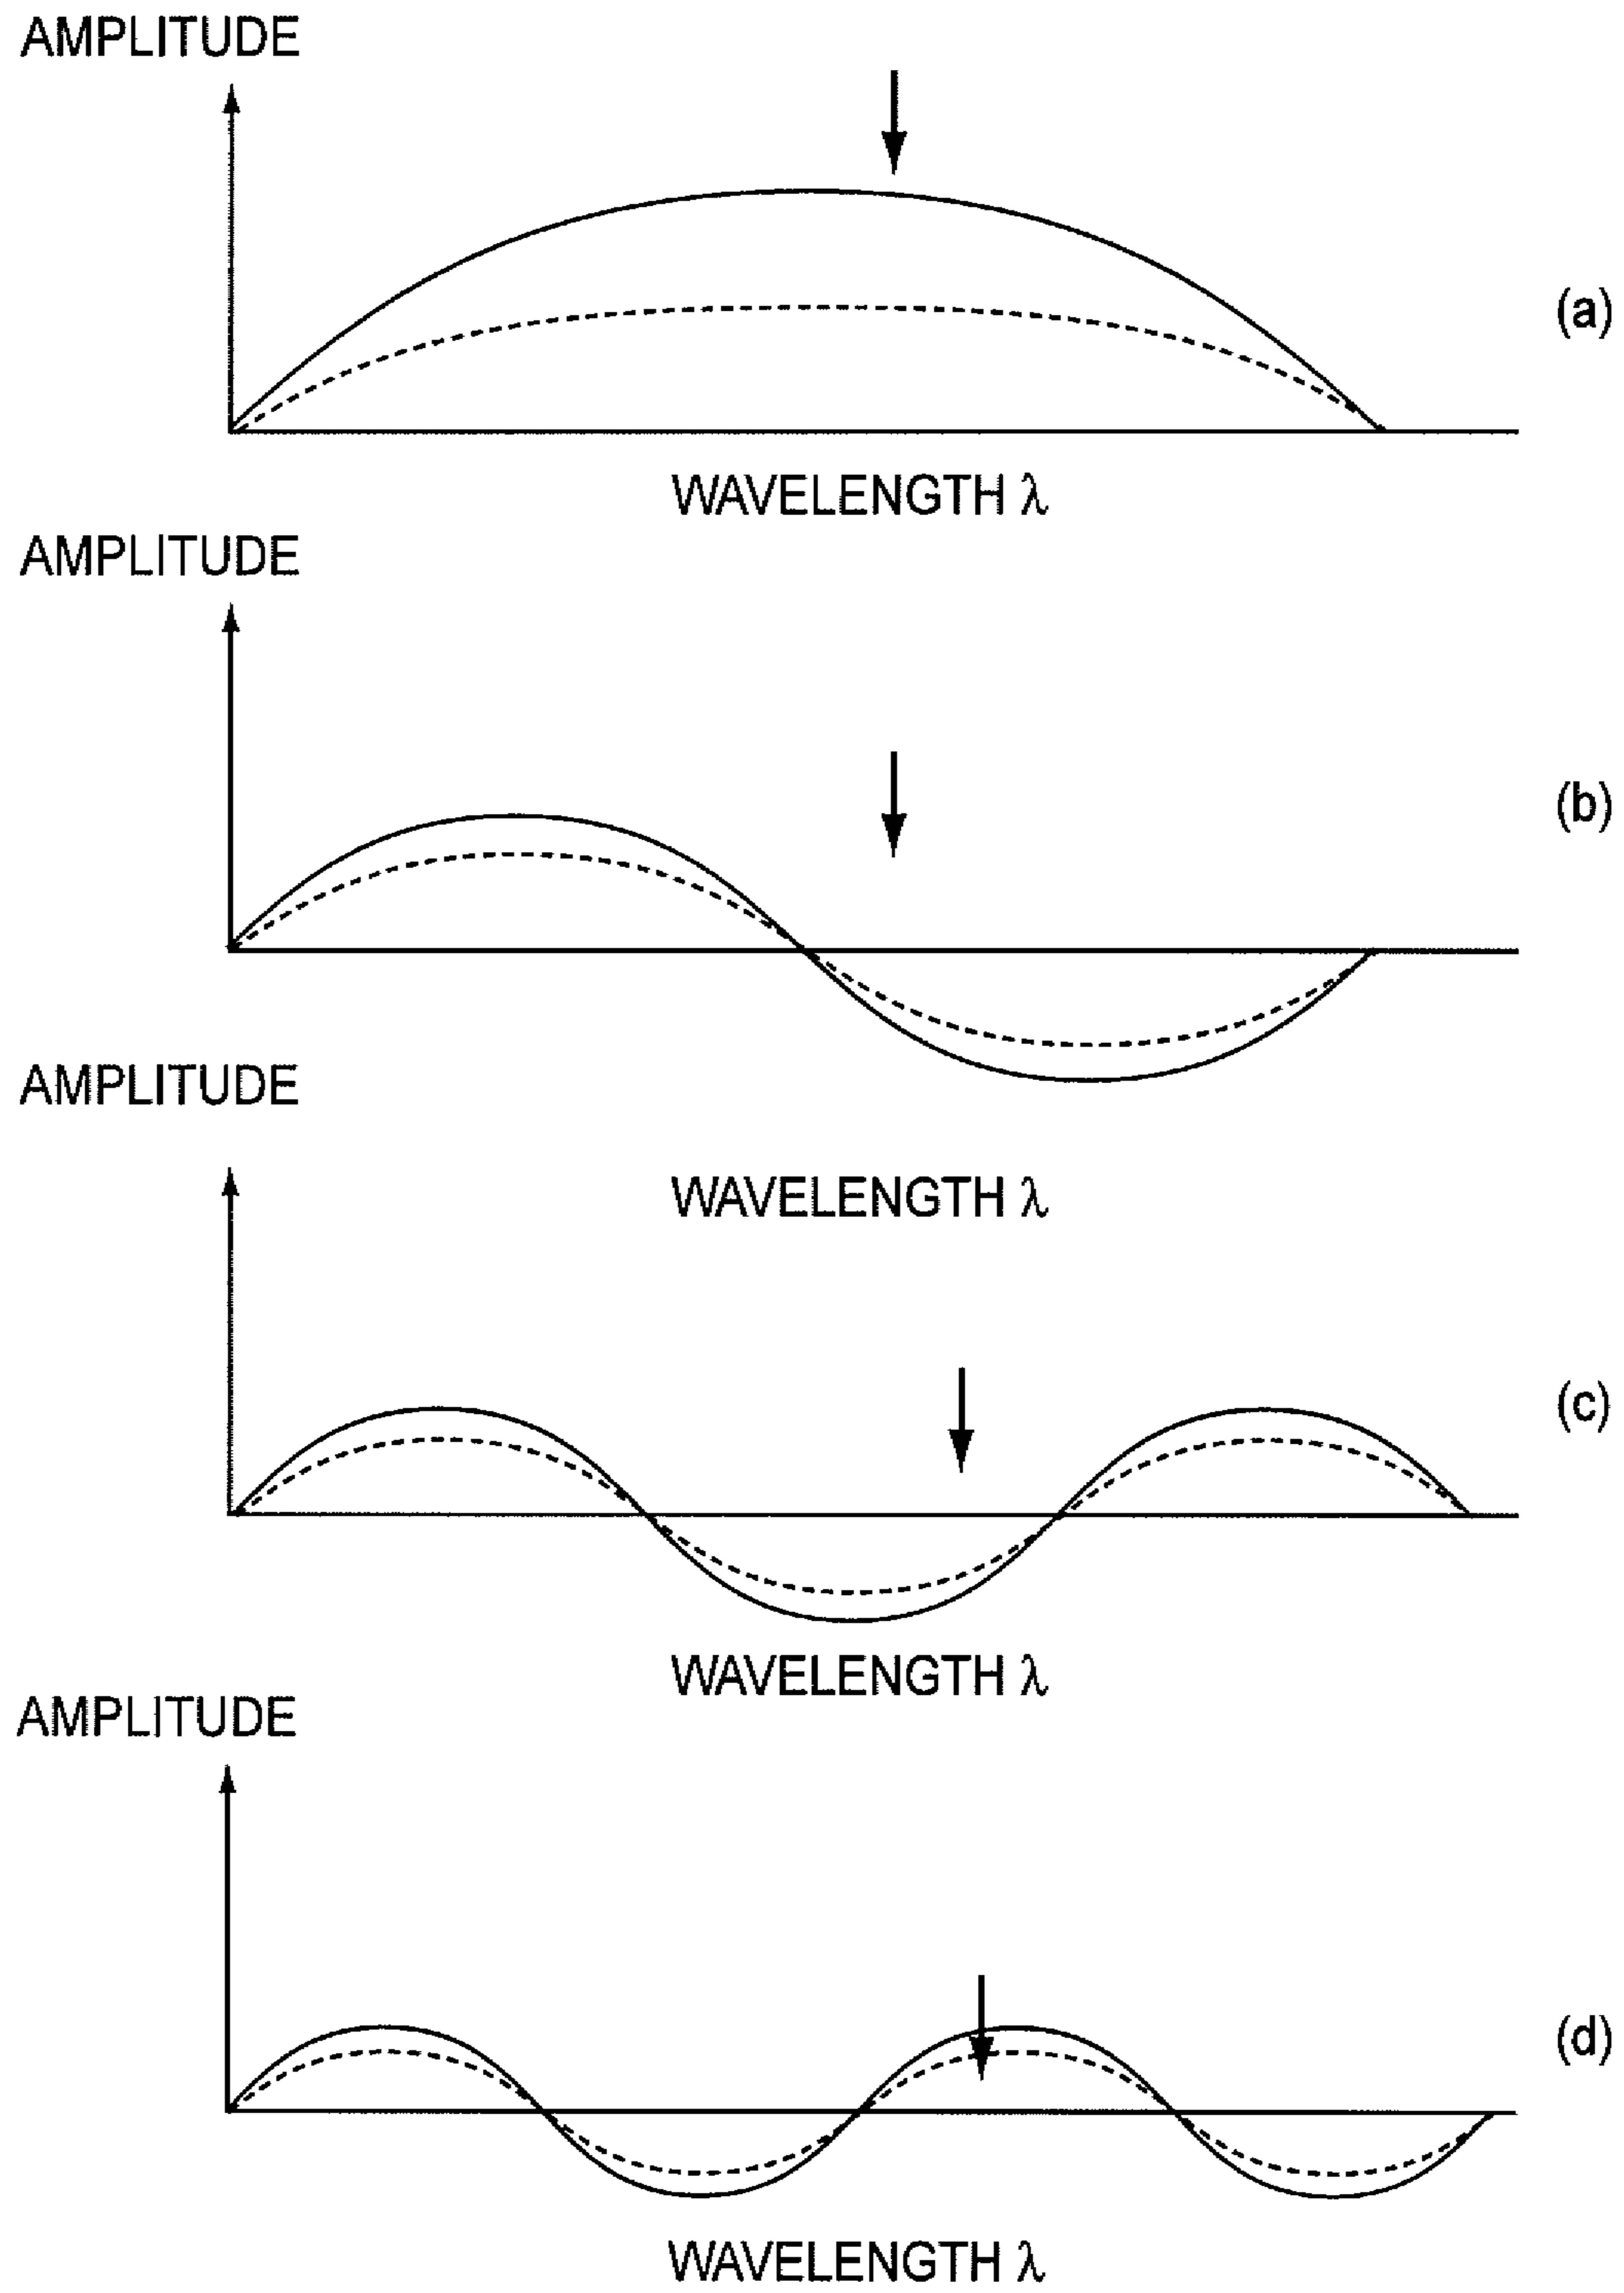 AMPLITUDE
(a)
WAVELENGTH λ
AMPLITUDE
(b)
AMPLITUDE
WAVELENGTH λ
(c)
WAVELENGTH λ
AMPLITUDE
(d)
WAVELENGTH λ